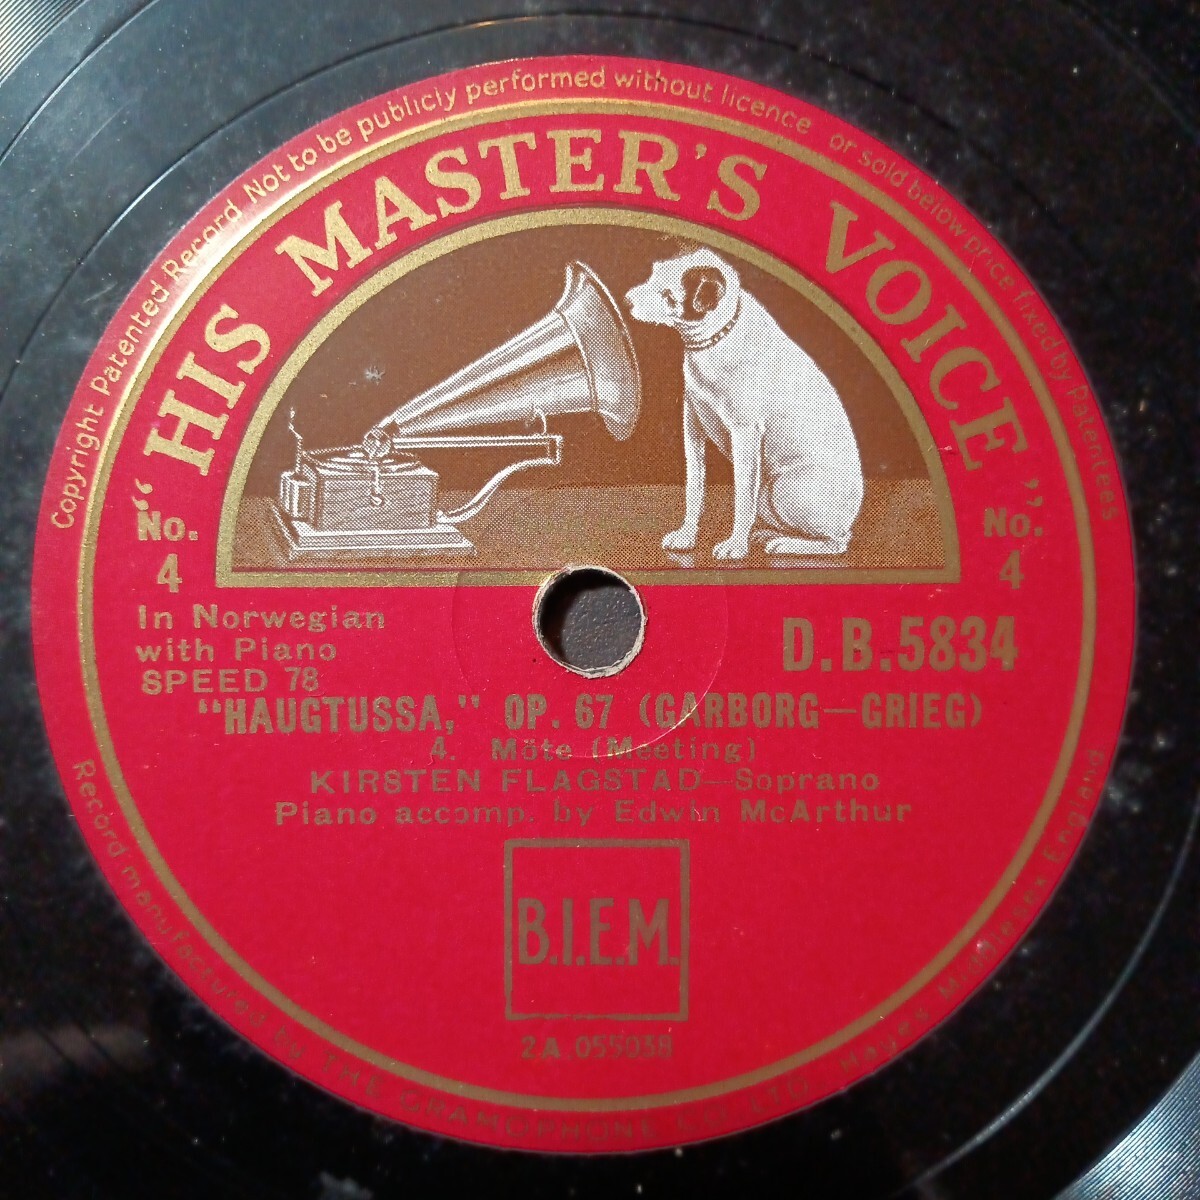 Copyright Patented Record Not to be publicly performed without licence or sold below price fixed by Patentees
"HIS MASTER'S VOICE"
No. 4
No. 4
In Norwegian
with Piano
SPEED 78
D.B.5834
"HAUGTUSSA," OP. 67 (GARBORG—GRIEG)
4. Möte (Meeting)
KIRSTEN FLAGSTAD—Soprano
Piano accomp. by Edwin McArthur
B.I.E.M.
2A 055038
Record manufactured by THE GRAMOPHONE CO. LTD. Hayes Middlesex England